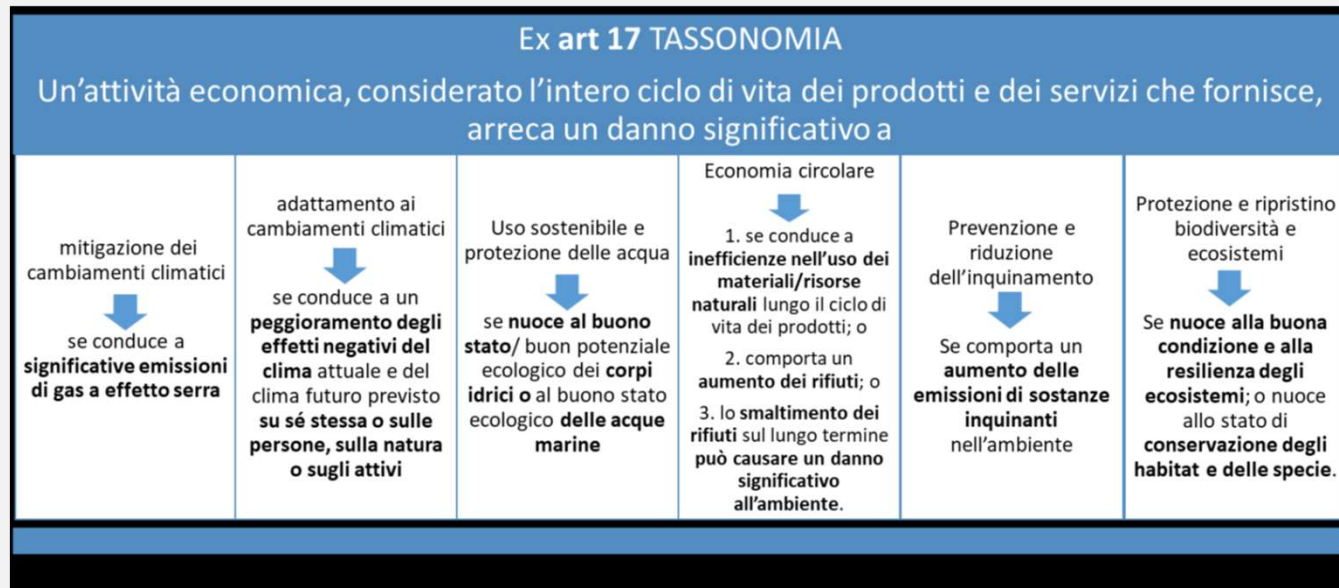 Ex art 17 TASSONOMIA
Un'attività economica, considerato l'intero ciclo di vita dei prodotti e dei servizi che fornisce,
arreca un danno significativo a
mitigazione dei
cambiamenti climatici
se conduce a
significative emissioni
di gas a effetto serra
adattamento ai
cambiamenti climatici
se conduce a un
peggioramento degli
effetti negativi del
clima attuale e del
clima futuro previsto
su sé stessa o sulle
persone, sulla natura
o sugli attivi
Uso sostenibile e
protezione delle acqua
se nuoce al buono
stato/ buon potenziale
ecologico dei corpi
idrici o al buono stato
ecologico delle acque
marine
Economia circolare
1. se conduce a
inefficienze nell'uso dei
materiali/risorse
naturali lungo il ciclo di
vita dei prodotti; o
2. comporta un
aumento dei rifiuti; o
3. lo smaltimento dei
rifiuti sul lungo termine
può causare un danno
significativo
all'ambiente.
Prevenzione e
riduzione
dell'inquinamento
Se comporta un
aumento delle
emissioni di sostanze
inquinanti
nell'ambiente
Protezione e ripristino
biodiversità e
ecosistemi
Se nuoce alla buona
condizione e alla
resilienza degli
ecosistemi; o nuoce
allo stato di
conservazione degli
habitat e delle specie.